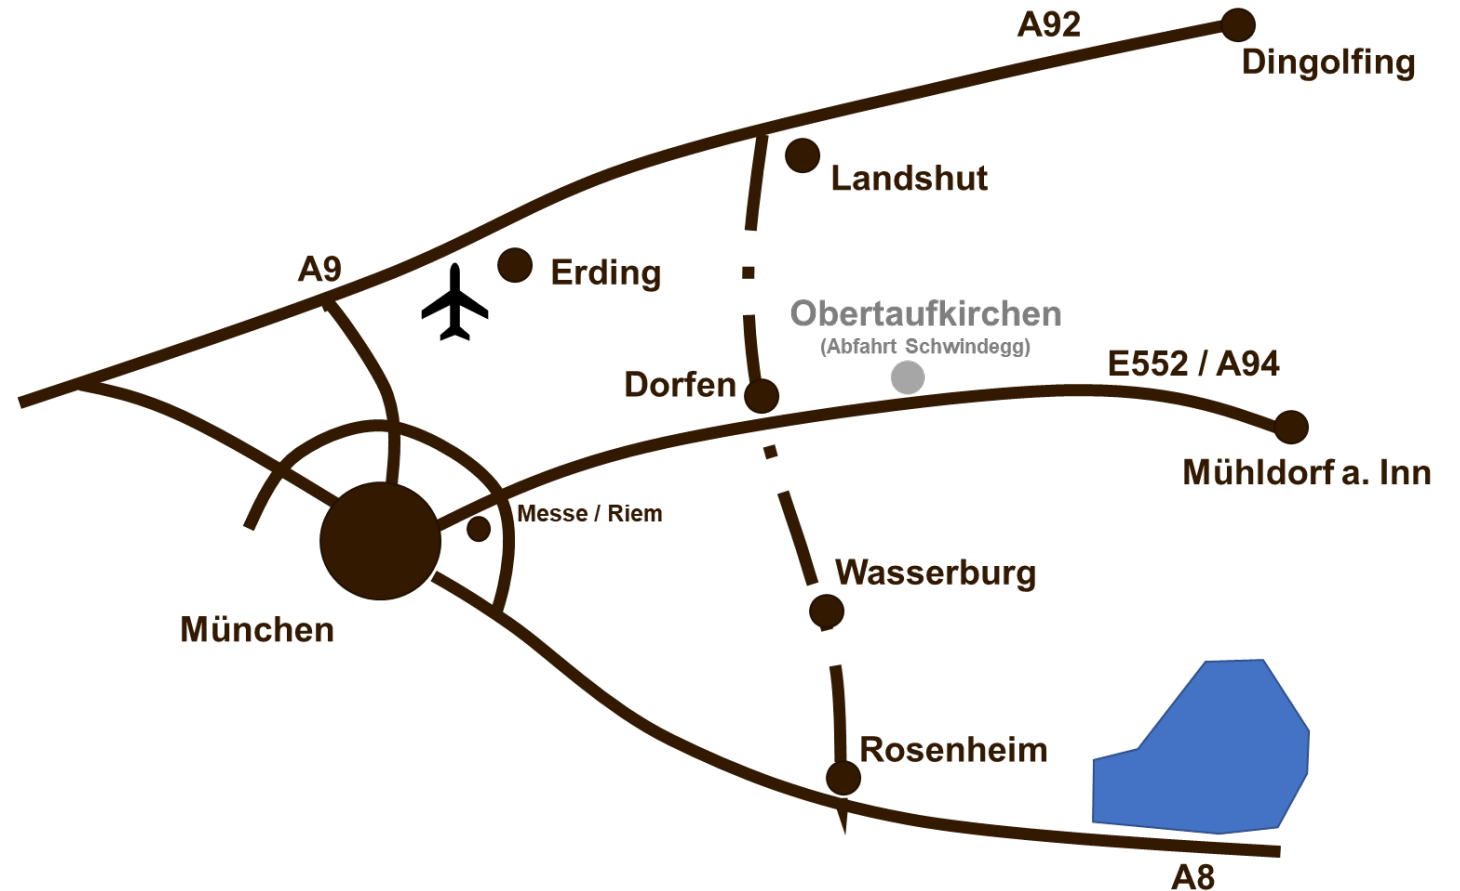 A92
Dingolfing
Landshut
A9
Erding
Obertaufkirchen
(Abfahrt Schwindegg)
E552 / A94
Dorfen
Mühldorf a. Inn
Messe / Riem
Wasserburg
München
Rosenheim
A8